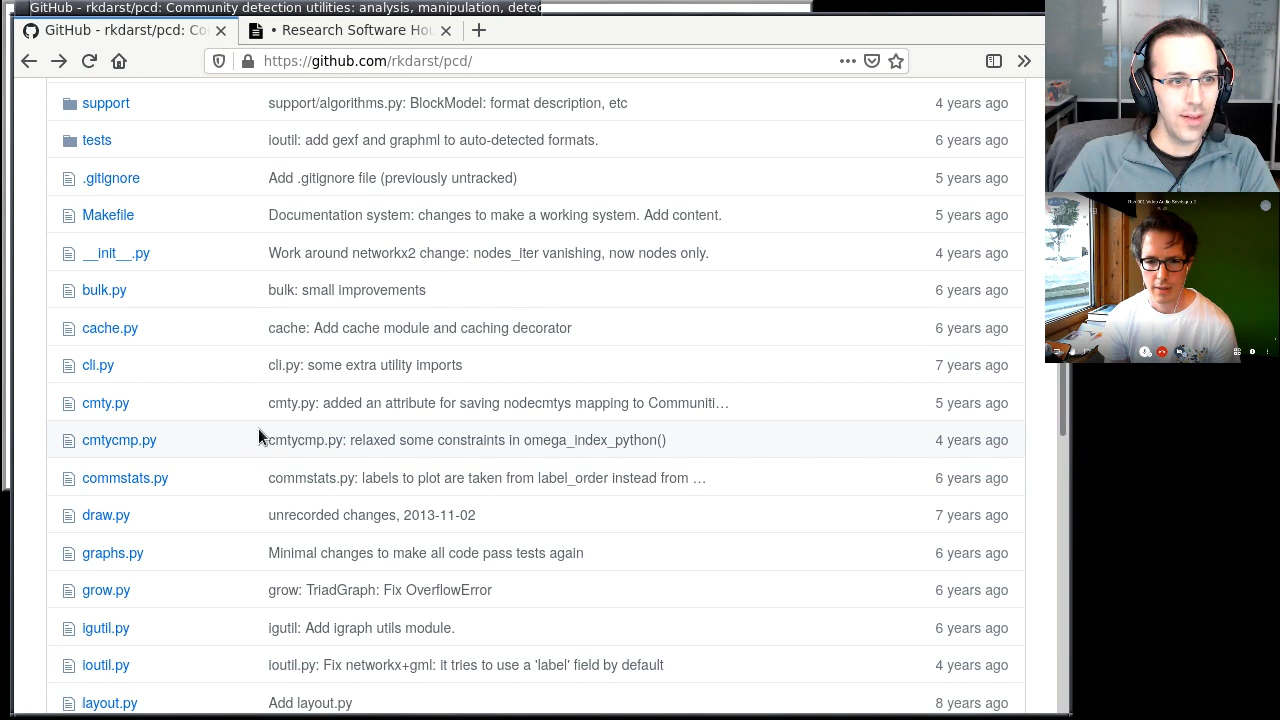 GitHub - rkdarst/pcd: Community detection utilities: analysis, manipulation, detec
GitHub - rkdarst/pcd: Co
• Research Software Ho
https://github.com/rkdarst/pcd/
support support/algorithms.py: BlockModel: format description, etc 4 years ago
tests ioutil: add gexf and graphml to auto-detected formats. 6 years ago
.gitignore Add .gitignore file (previously untracked) 5 years ago
Makefile Documentation system: changes to make a working system. Add content. 5 years ago
__init__.py Work around networkx2 change: nodes_iter vanishing, now nodes only. 4 years ago
bulk.py bulk: small improvements 6 years ago
cache.py cache: Add cache module and caching decorator 6 years ago
cli.py cli.py: some extra utility imports 7 years ago
cmty.py cmty.py: added an attribute for saving nodecmtys mapping to Communiti… 5 years ago
cmtycmp.py cmtycmp.py: relaxed some constraints in omega_index_python() 4 years ago
commstats.py commstats.py: labels to plot are taken from label_order instead from … 6 years ago
draw.py unrecorded changes, 2013-11-02 7 years ago
graphs.py Minimal changes to make all code pass tests again 6 years ago
grow.py grow: TriadGraph: Fix OverflowError 6 years ago
igutil.py igutil: Add igraph utils module. 6 years ago
ioutil.py ioutil.py: Fix networkx+gml: it tries to use a 'label' field by default 4 years ago
layout.py Add layout.py 8 years ago